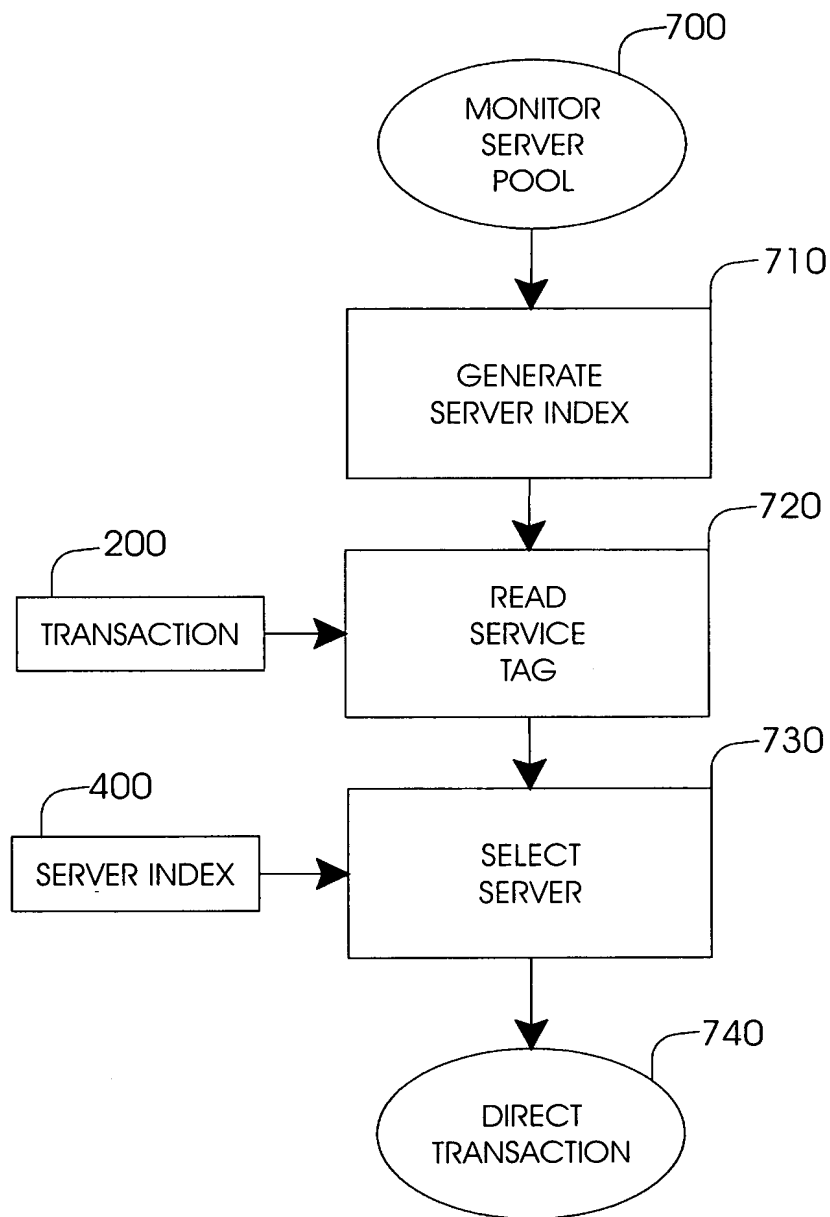 700
MONITOR
SERVER
POOL
710
GENERATE
SERVER INDEX
720
200
READ
SERVICE
TAG
TRANSACTION
730
400
SELECT
SERVER
SERVER INDEX
740
DIRECT
TRANSACTION